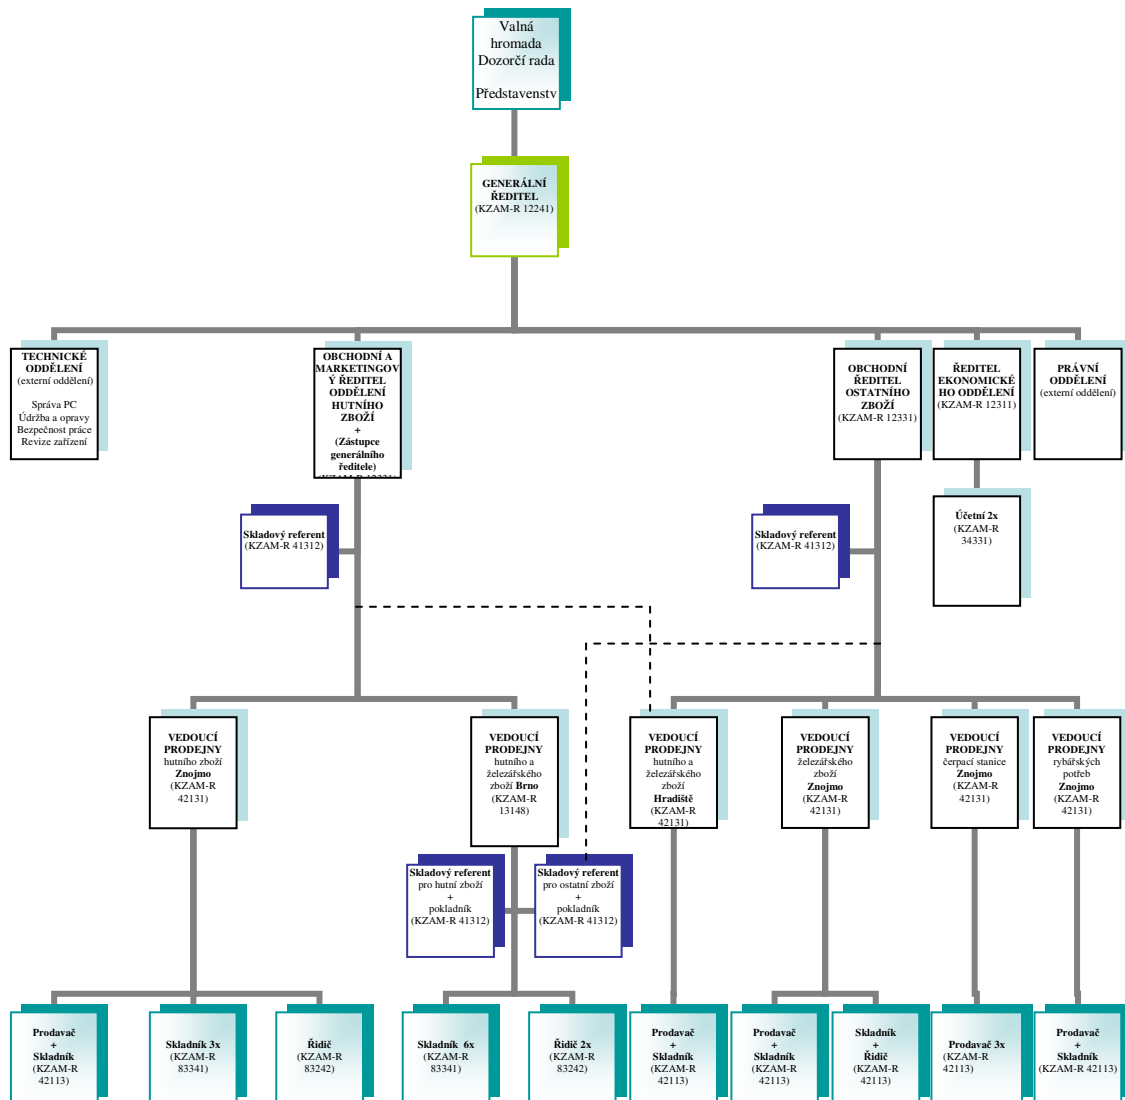 Valná
hromada
Dozorčí rada
Představenstv
GENERÁLNÍ
ŘEDITEL
(KZAM-R 12241)
TECHNICKÉ
ODDĚLENÍ
(externí oddělení)
Správa PC
Údržba a opravy
Bezpečnost práce
Revize zařízení
OBCHODNÍ A
MARKETINGOV
Ý ŘEDITEL
ODDĚLENÍ
HUTNÍHO
ZBOŽÍ
+
(Zástupce
generálního
ředitele)
OBCHODNÍ
ŘEDITEL
OSTATNÍHO
ZBOŽÍ
(KZAM-R 12331)
ŘEDITEL
EKONOMICKÉ
HO ODDĚLENÍ
(KZAM-R 12311)
PRÁVNÍ
ODDĚLENÍ
(externí oddělení)
Skladový referent
(KZAM-R 41312)
Skladový referent
(KZAM-R 41312)
Účetní 2x
(KZAM-R
34331)
VEDOUCÍ
PRODEJNY
hutního zboží
Znojmo
(KZAM-R
42131)
VEDOUCÍ
PRODEJNY
hutního a
železářského
zboží Brno
(KZAM-R
13148)
VEDOUCÍ
PRODEJNY
hutního a
železářského
zboží
Hradiště
(KZAM-R
42131)
VEDOUCÍ
PRODEJNY
železářského
zboží
Znojmo
(KZAM-R
42131)
VEDOUCÍ
PRODEJNY
čerpací stanice
Znojmo
(KZAM-R
42131)
VEDOUCÍ
PRODEJNY
rybářských
potřeb
Znojmo
(KZAM-R
42131)
Skladový referent
pro hutní zboží
+
pokladník
(KZAM-R 41312)
Skladový referent
pro ostatní zboží
+
pokladník
(KZAM-R 41312)
Prodavač
+
Skladník
(KZAM-R
42113)
Skladník 3x
(KZAM-R
83341)
Řidič
(KZAM-R
83242)
Skladník 6x
(KZAM-R
83341)
Řidič 2x
(KZAM-R
83242)
Prodavač
+
Skladník
(KZAM-R
42113)
Prodavač
+
Skladník
(KZAM-R
42113)
Skladník
+
Řidič
(KZAM-R
42113)
Prodavač 3x
(KZAM-R
42113)
Prodavač
+
Skladník
(KZAM-R 42113)